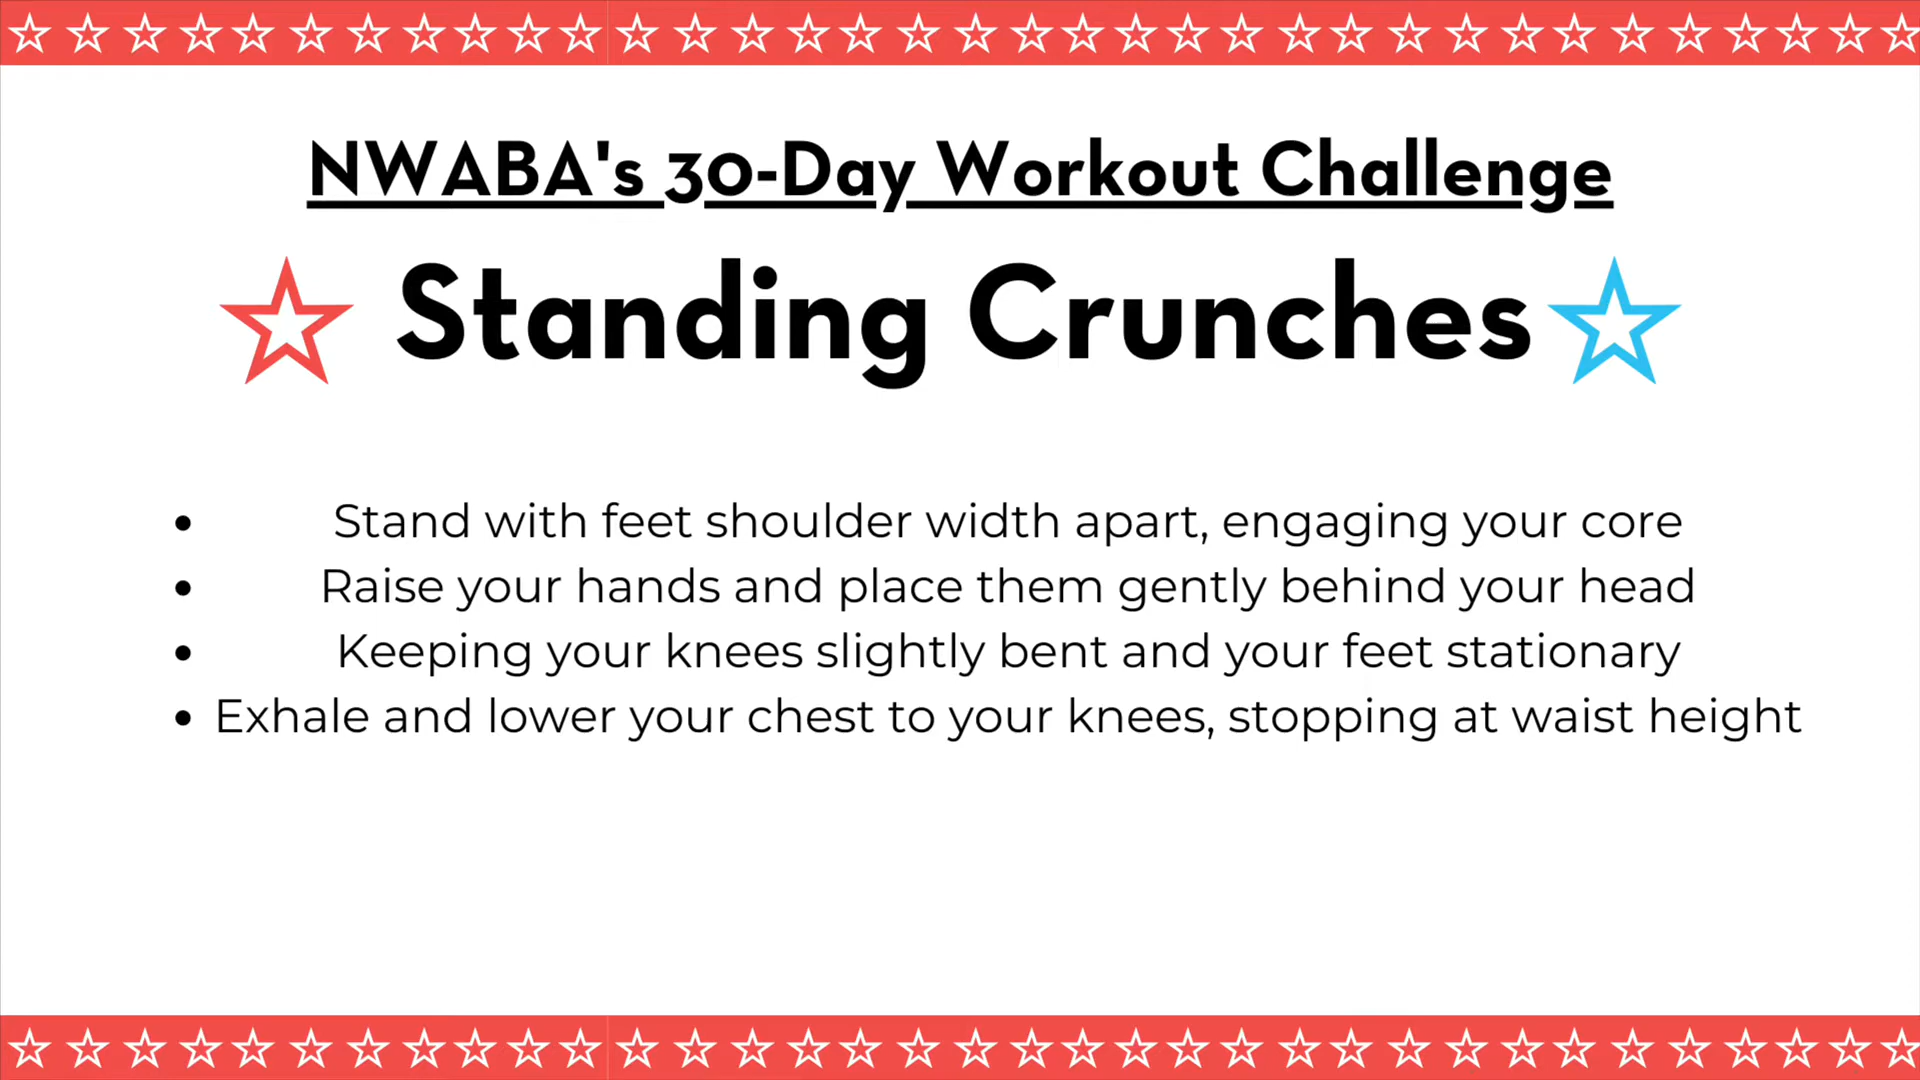 NWABA's 30-Day Workout Challenge
Standing Crunches
• Stand with feet shoulder width apart, engaging your core
• Raise your hands and place them gently behind your head
• Keeping your knees slightly bent and your feet stationary
• Exhale and lower your chest to your knees, stopping at waist height